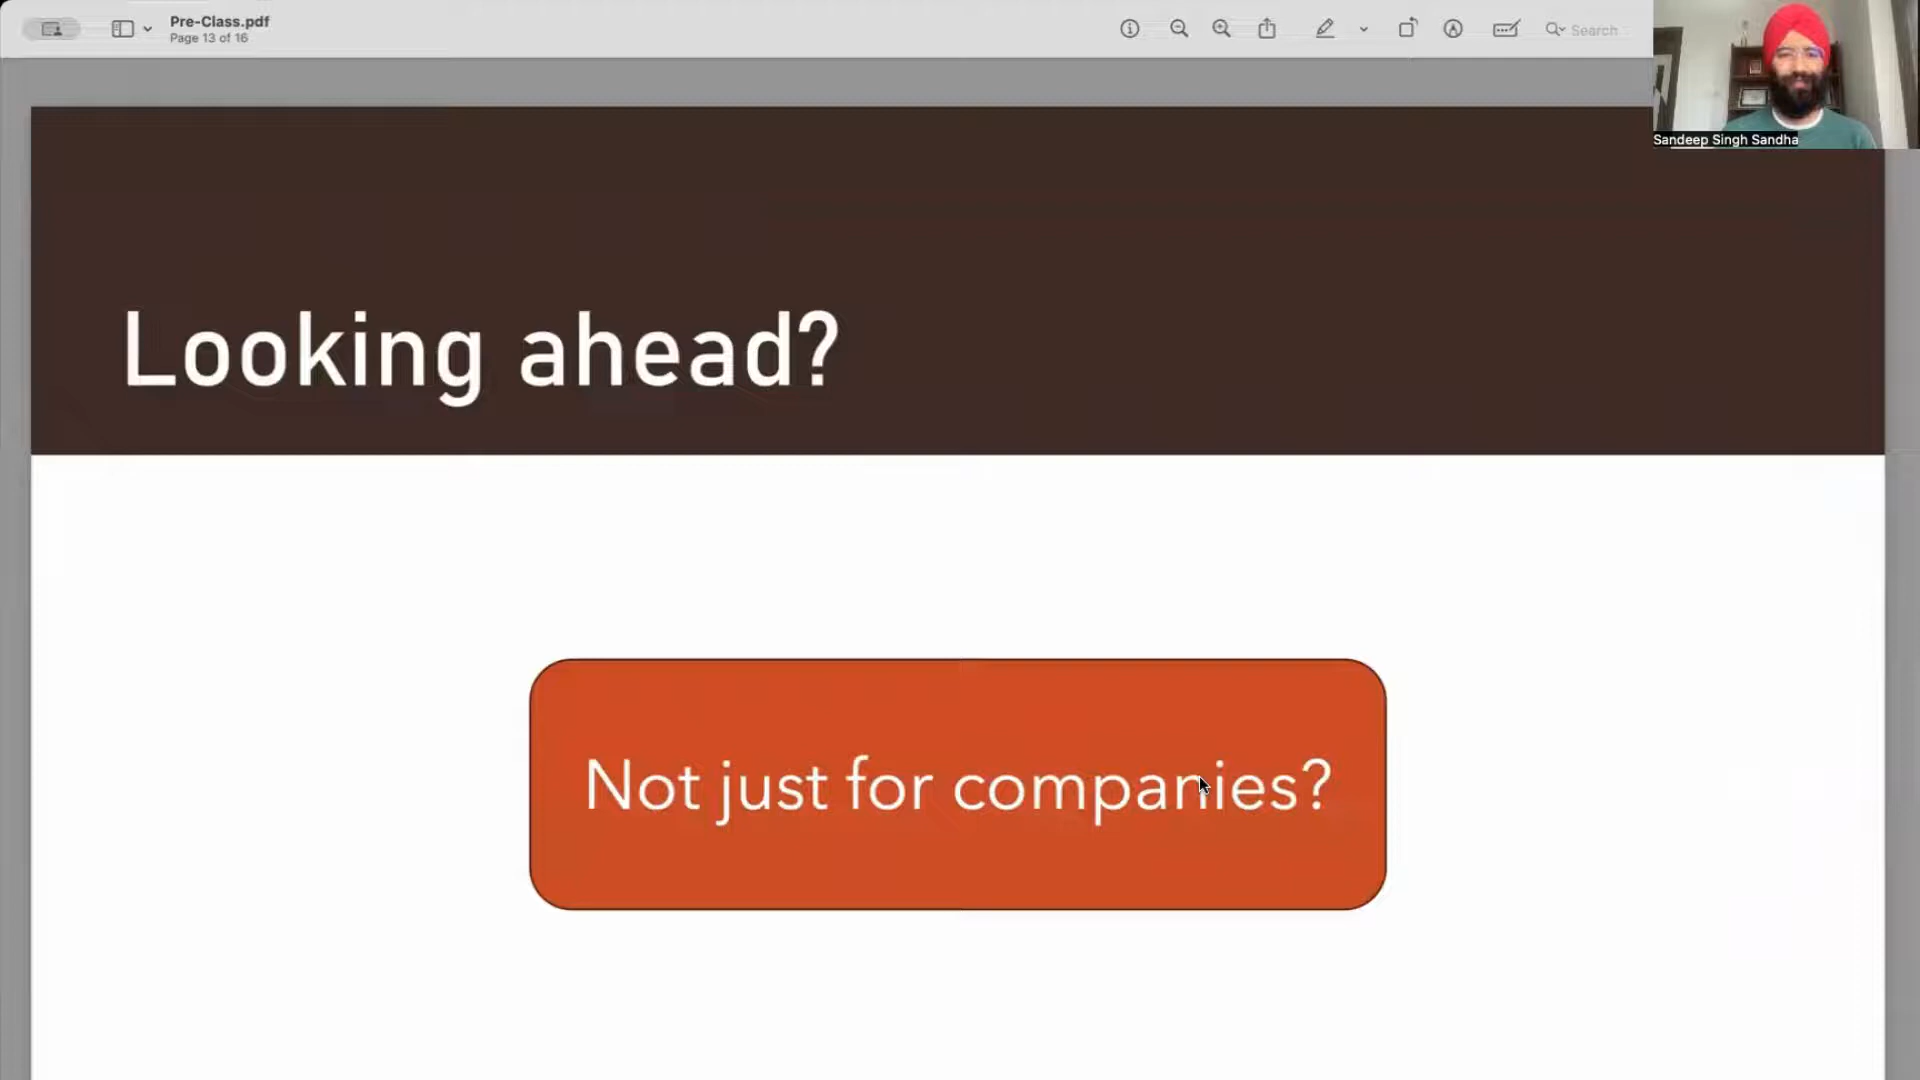 Pre-Class.pdf
Page 13 of 16
Search
Sandeep Singh Sandha
Looking ahead?
Not just for companies?